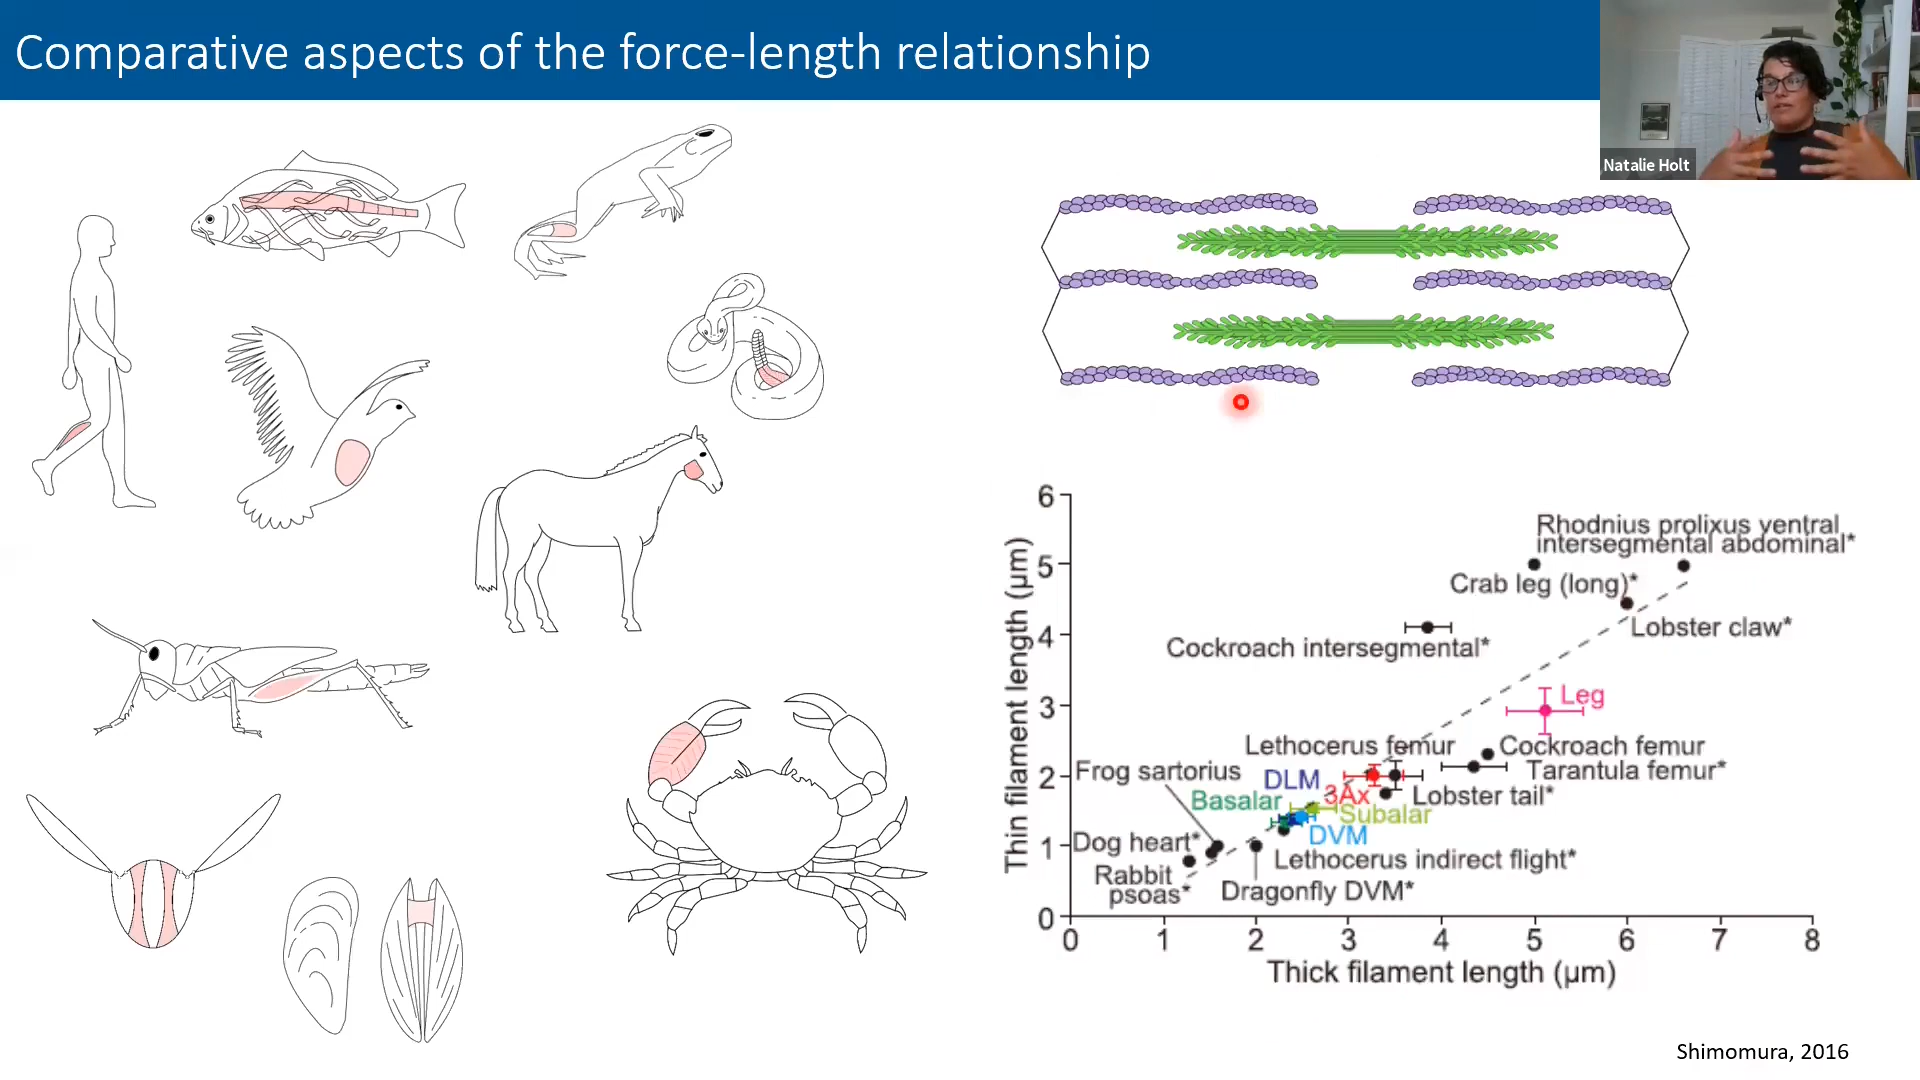 Comparative aspects of the force-length relationship
Natalie Holt
6
5
4
3
2
1
0
Thin filament length (μm)
Rhodnius prolixus ventral
intersegmental abdominal*
Crab leg (long)*
Lobster claw*
Cockroach intersegmental*
Leg
Lethocerus femur
Cockroach femur
Frog sartorius
DLM
Tarantula femur*
Basalar
3Ax
Lobster tail*
Subalar
DVM
Dog heart*
Lethocerus indirect flight*
Rabbit
psoas*
Dragonfly DVM*
0 1 2 3 4 5 6 7 8
Thick filament length (μm)
Shimomura, 2016